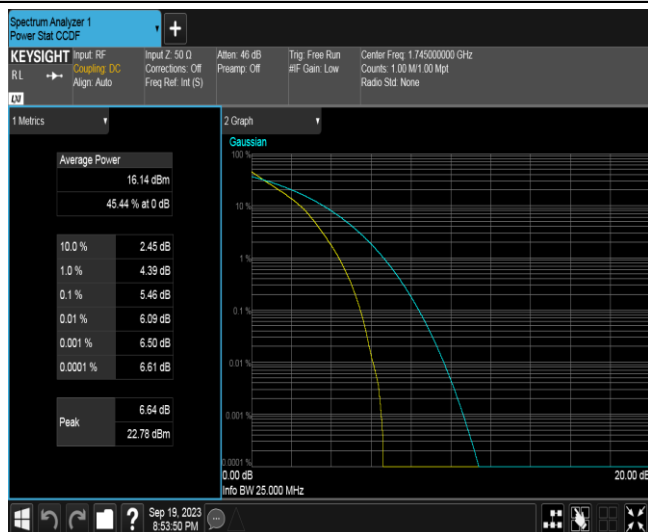 Spectrum Analyzer 1
Power Stat CCDF
+
KEYSIGHT
RL
LXI
Input: RF
Coupling: DC
Align: Auto
Input Z: 50 Ω
Corrections: Off
Freq Ref: Int (S)
Atten: 46 dB
Preamp: Off
Trig: Free Run
#IF Gain: Low
Center Freq: 1.745000000 GHz
Counts: 1.00 M/1.00 Mpt
Radio Std: None
1 Metrics
Average Power
16.14 dBm
45.44 % at 0 dB
10.0 % 2.45 dB
1.0 % 4.39 dB
0.1 % 5.46 dB
0.01 % 6.09 dB
0.001 % 6.50 dB
0.0001 % 6.61 dB
Peak
6.64 dB
22.78 dBm
2 Graph
Gaussian
100 %
10 %
1 %
0.1 %
0.01 %
0.001 %
0.0001 %
0.00 dB 20.00 dB
Info BW 25.000 MHz
?
Sep 19, 2023
8:53:50 PM